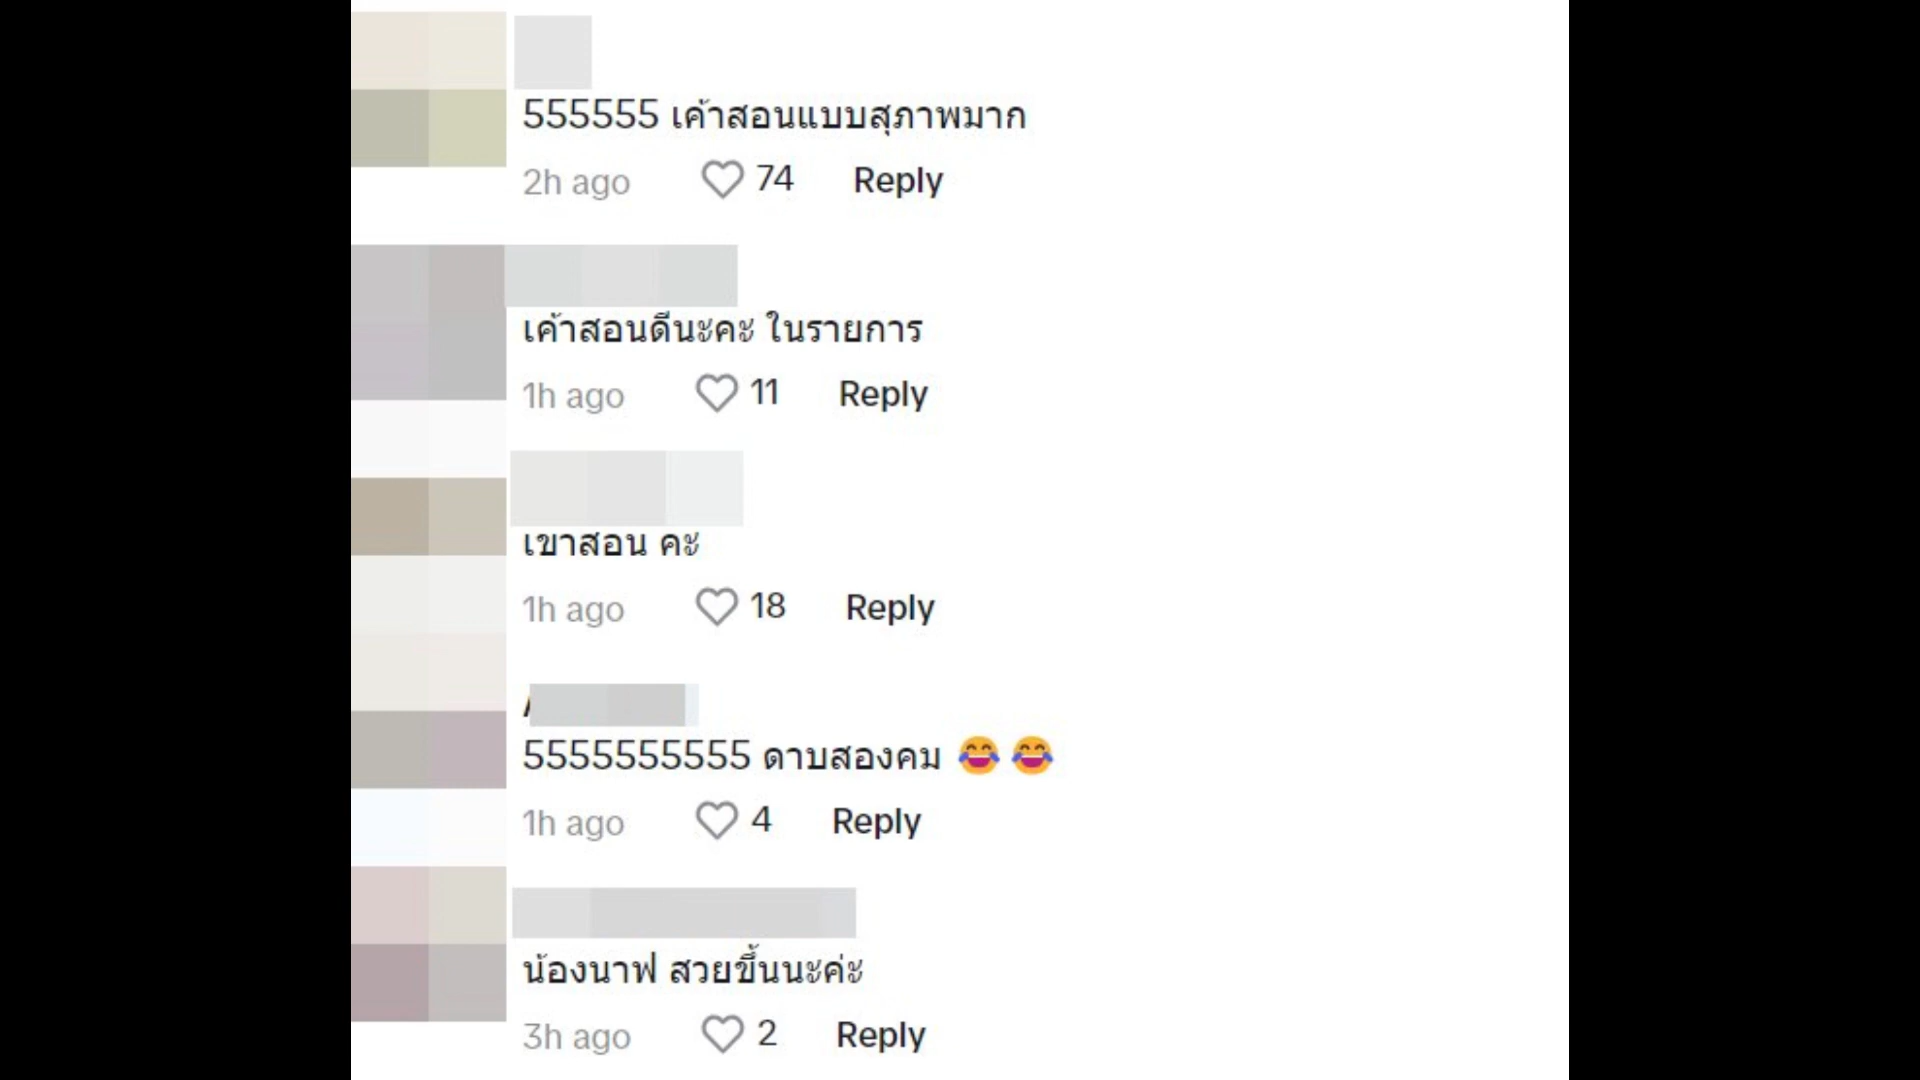 555555 เค้าสอนแบบสุภาพมาก
2h ago 74 Reply
เค้าสอนดีนะคะ ในรายการ
1h ago 11 Reply
เขาสอน คะ
1h ago 18 Reply
5555555555 ดาบสองคม 😂 😂
1h ago 4 Reply
น้องนาฟ สวยขึ้นนะค่ะ
3h ago 2 Reply